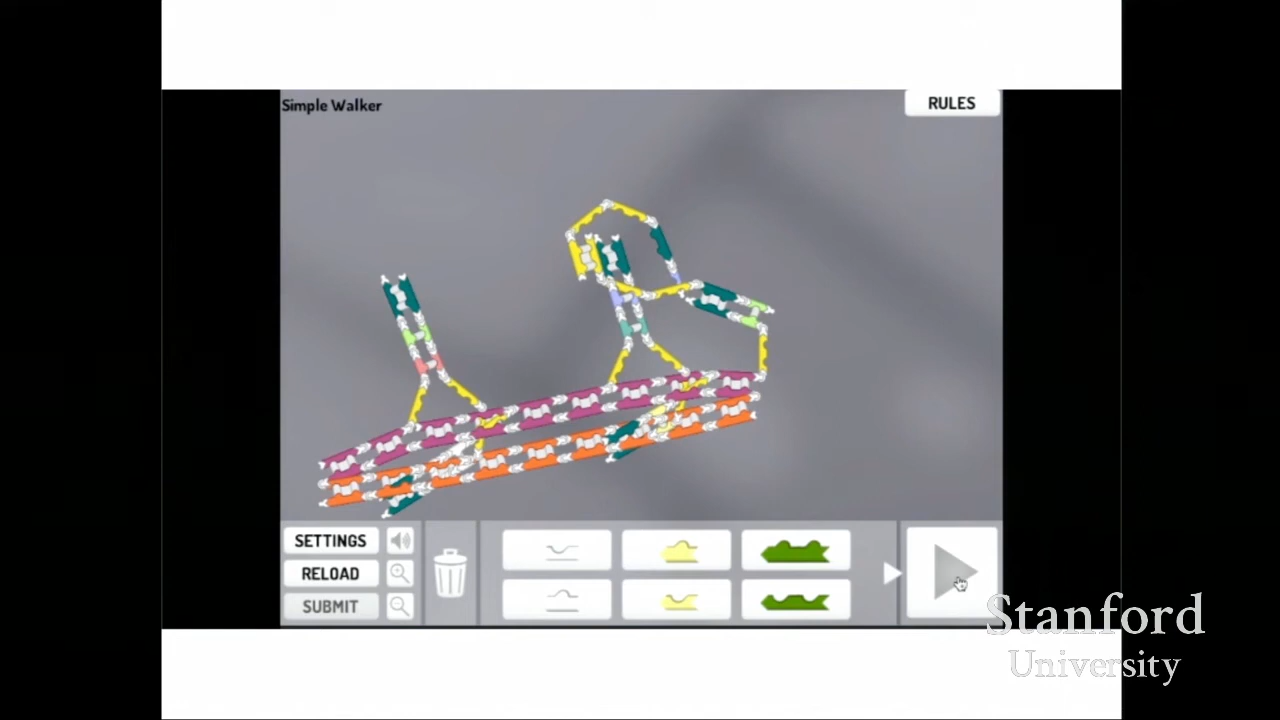 Simple Walker
RULES
SETTINGS
RELOAD
SUBMIT
Stanford
University